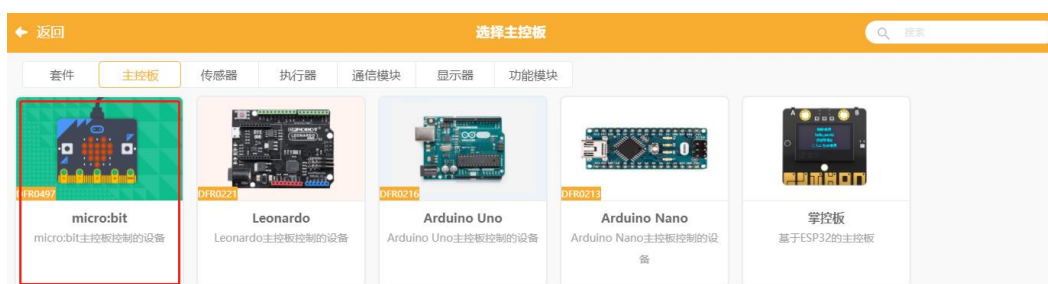 返回
选择主控板
搜索
套件
主控板
传感器
执行器
通信模块
显示器
功能模块
DFR0497
DFR0221
DFR0216
DFR0213
A
B
micro:bit
micro:bit主控板控制的设备
Leonardo
Leonardo主控板控制的设备
Arduino Uno
Arduino Uno主控板控制的设备
Arduino Nano
Arduino Nano主控板控制的设
备
掌控板
基于ESP32的主控板